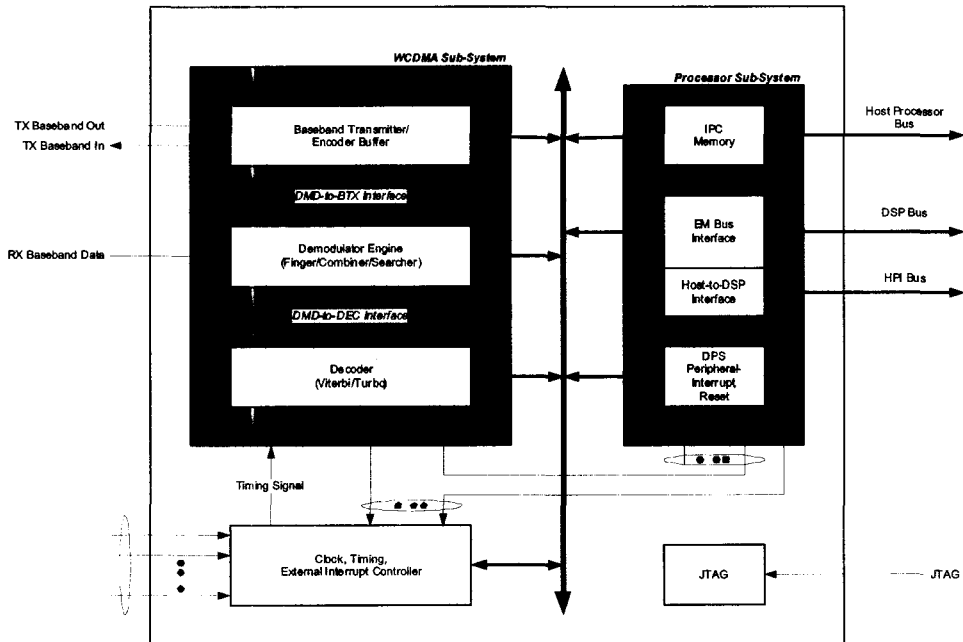 WCDMA Sub-System
Processor Sub-System
TX Baseband Out
TX Baseband In
Baseband Transmitter/
Encoder Buffer
IPC
Memory
Host Processor
Bus
DMD-to-BTX Interface
RX Baseband Data
Demodulator Engine
(Finger/Combiner/Searcher)
EM Bus
Interface
DSP Bus
Host-to-DSP
Interface
HPI Bus
DMD-to-DEC Interface
Decoder
(Viterbi/Turbo)
DPS
Peripheral-
Interrupt,
Reset
Timing Signal
Clock, Timing,
External Interrupt Controller
JTAG
JTAG